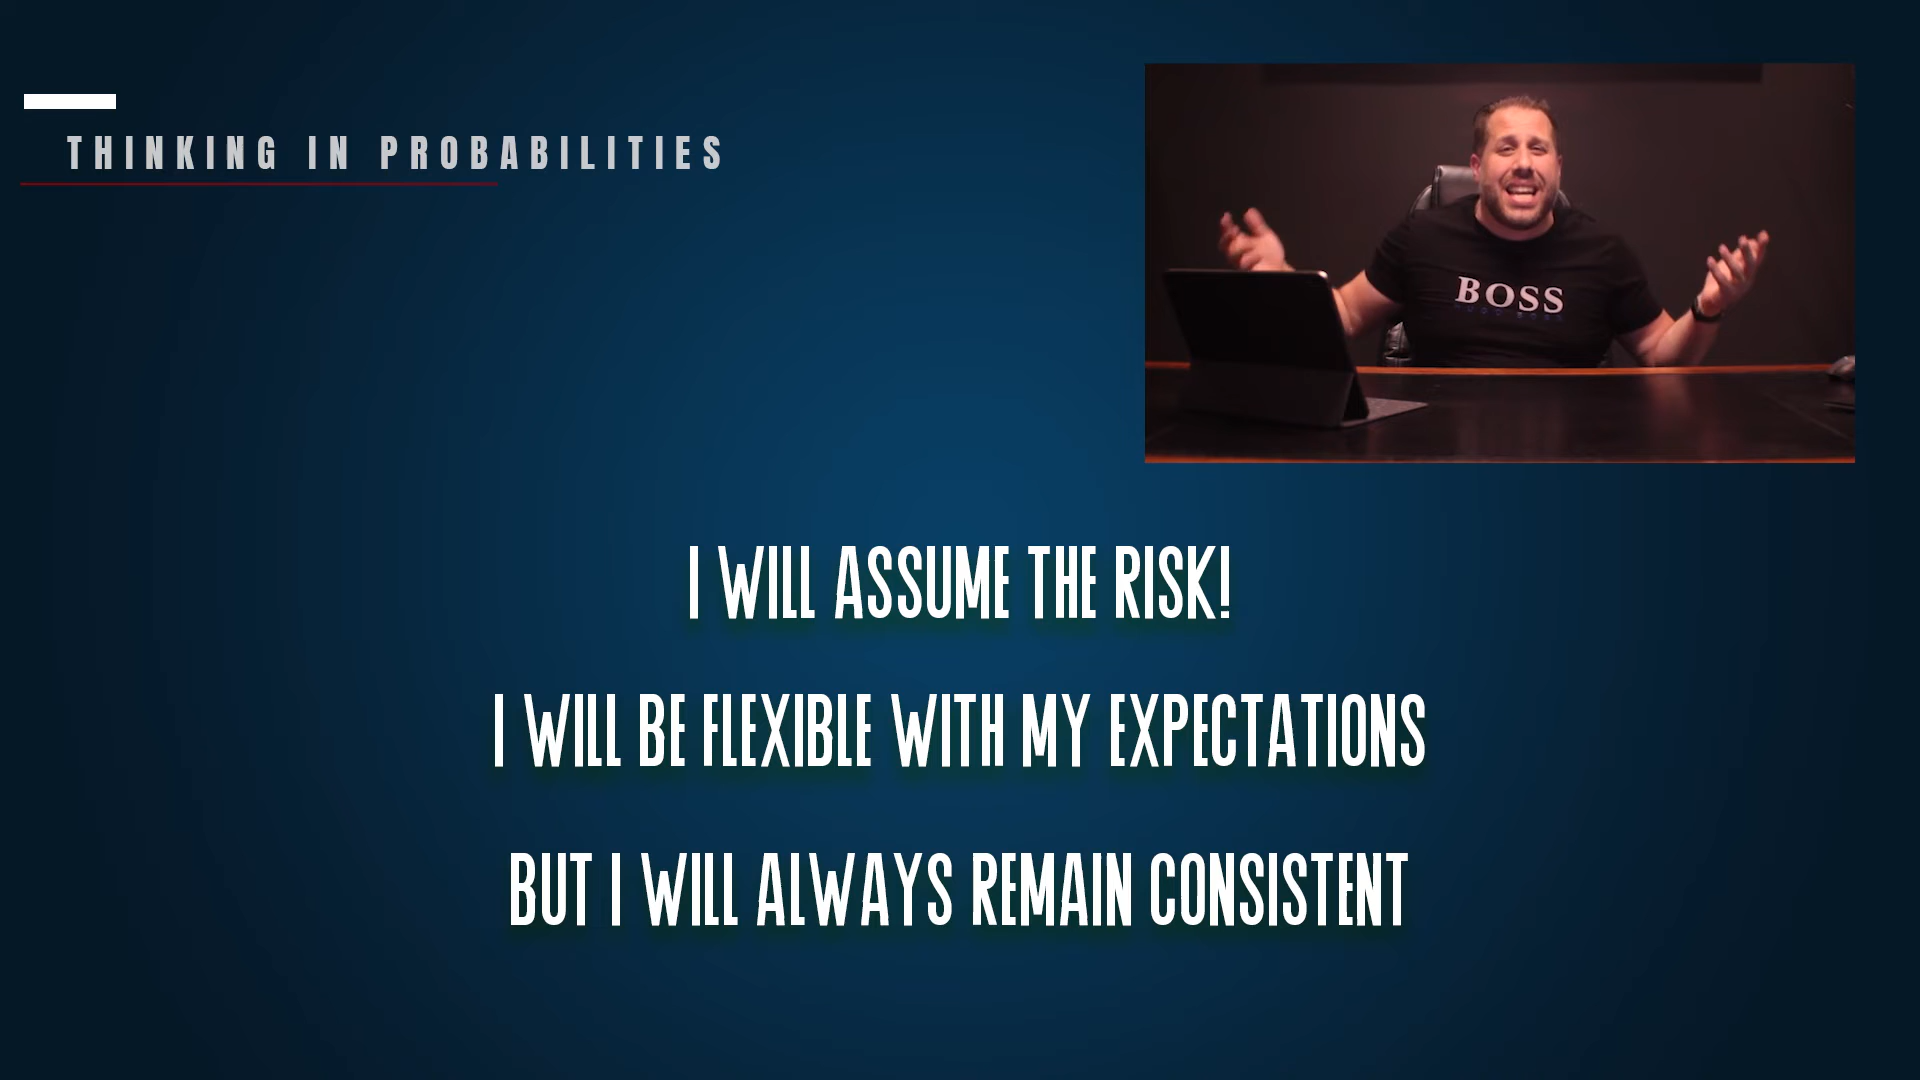 THINKING IN PROBABILITIES
BOSS
I WILL ASSUME THE RISK!
I WILL BE FLEXIBLE WITH MY EXPECTATIONS
BUT I WILL ALWAYS REMAIN CONSISTENT